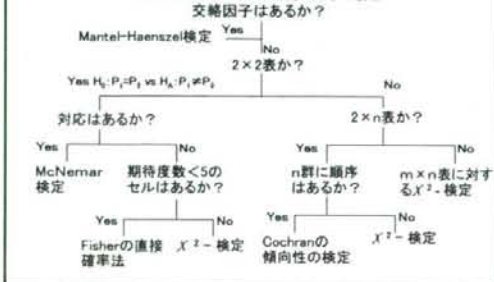 交絡因子はあるか?
Mantel-Haenszel検定 Yes
No
2×2表か?
Yes H₀:P₁=P₂ vs Hₐ:P₁≠P₂ No
対応はあるか? 2×n表か?
Yes No Yes No
McNemar 期待度数<5の n群に順序 m×n表に対す
検定 セルはあるか? はあるか? るχ²-検定
Yes No Yes No
Fisherの直接 χ²-検定 Cochranの χ²-検定
確率法 傾向性の検定